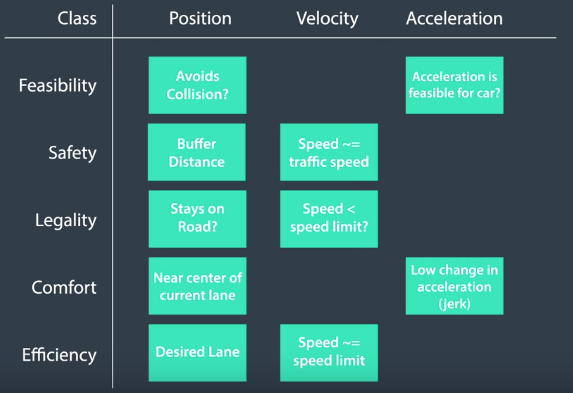 Class Position Velocity Acceleration
Feasibility
Avoids
Collision?
Acceleration is
feasible for car?
Safety
Buffer
Distance
Speed ~=
traffic speed
Legality
Stays on
Road?
Speed <
speed limit?
Comfort
Near center of
current lane
Low change in
acceleration
(jerk)
Efficiency
Desired Lane
Speed ~=
speed limit